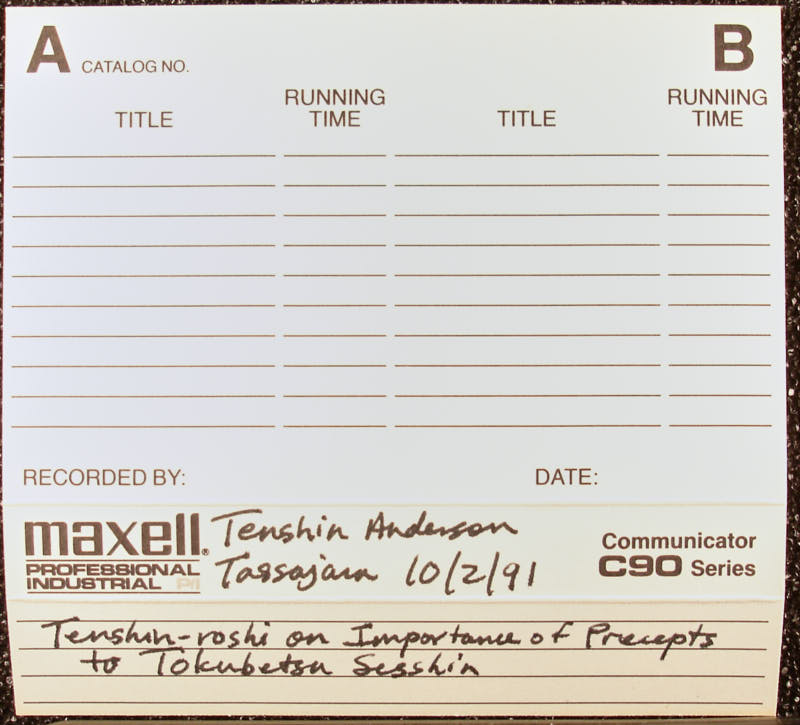 A CATALOG NO. B
TITLE RUNNING TIME TITLE RUNNING TIME
RECORDED BY: DATE:
maxell® Tenshin Anderson
PROFESSIONAL INDUSTRIAL P/I Tassajara 10/2/91
Communicator
C90 Series
Tenshin-roshi on Importance of Precepts
to Tokubetsu Sesshin